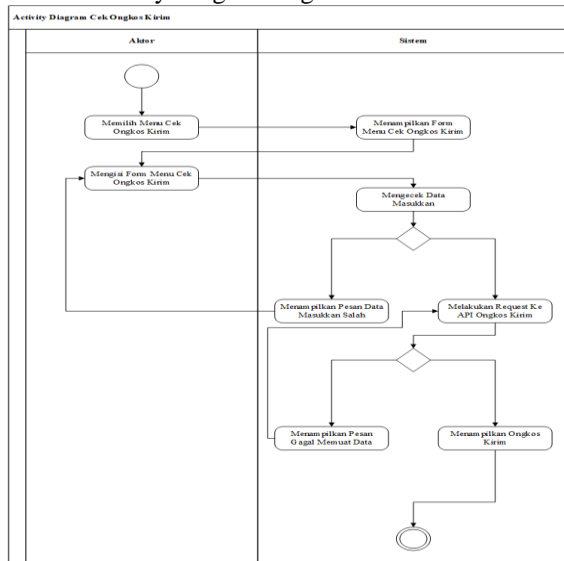 Activity Diagram Cek Ongkos Kirim
Aktor
Sistem
Memilih Menu Cek
Ongkos Kirim
Menampilkan Form
Menu Cek Ongkos Kirim
Mengisi Form Menu Cek
Ongkos Kirim
Mengecek Data
Masukkan
Menampilkan Pesan Data
Masukkan Salah
Melakukan Request Ke
API Ongkos Kirim
Menampilkan Pesan
Gagal Memuat Data
Menampilkan Ongkos
Kirim